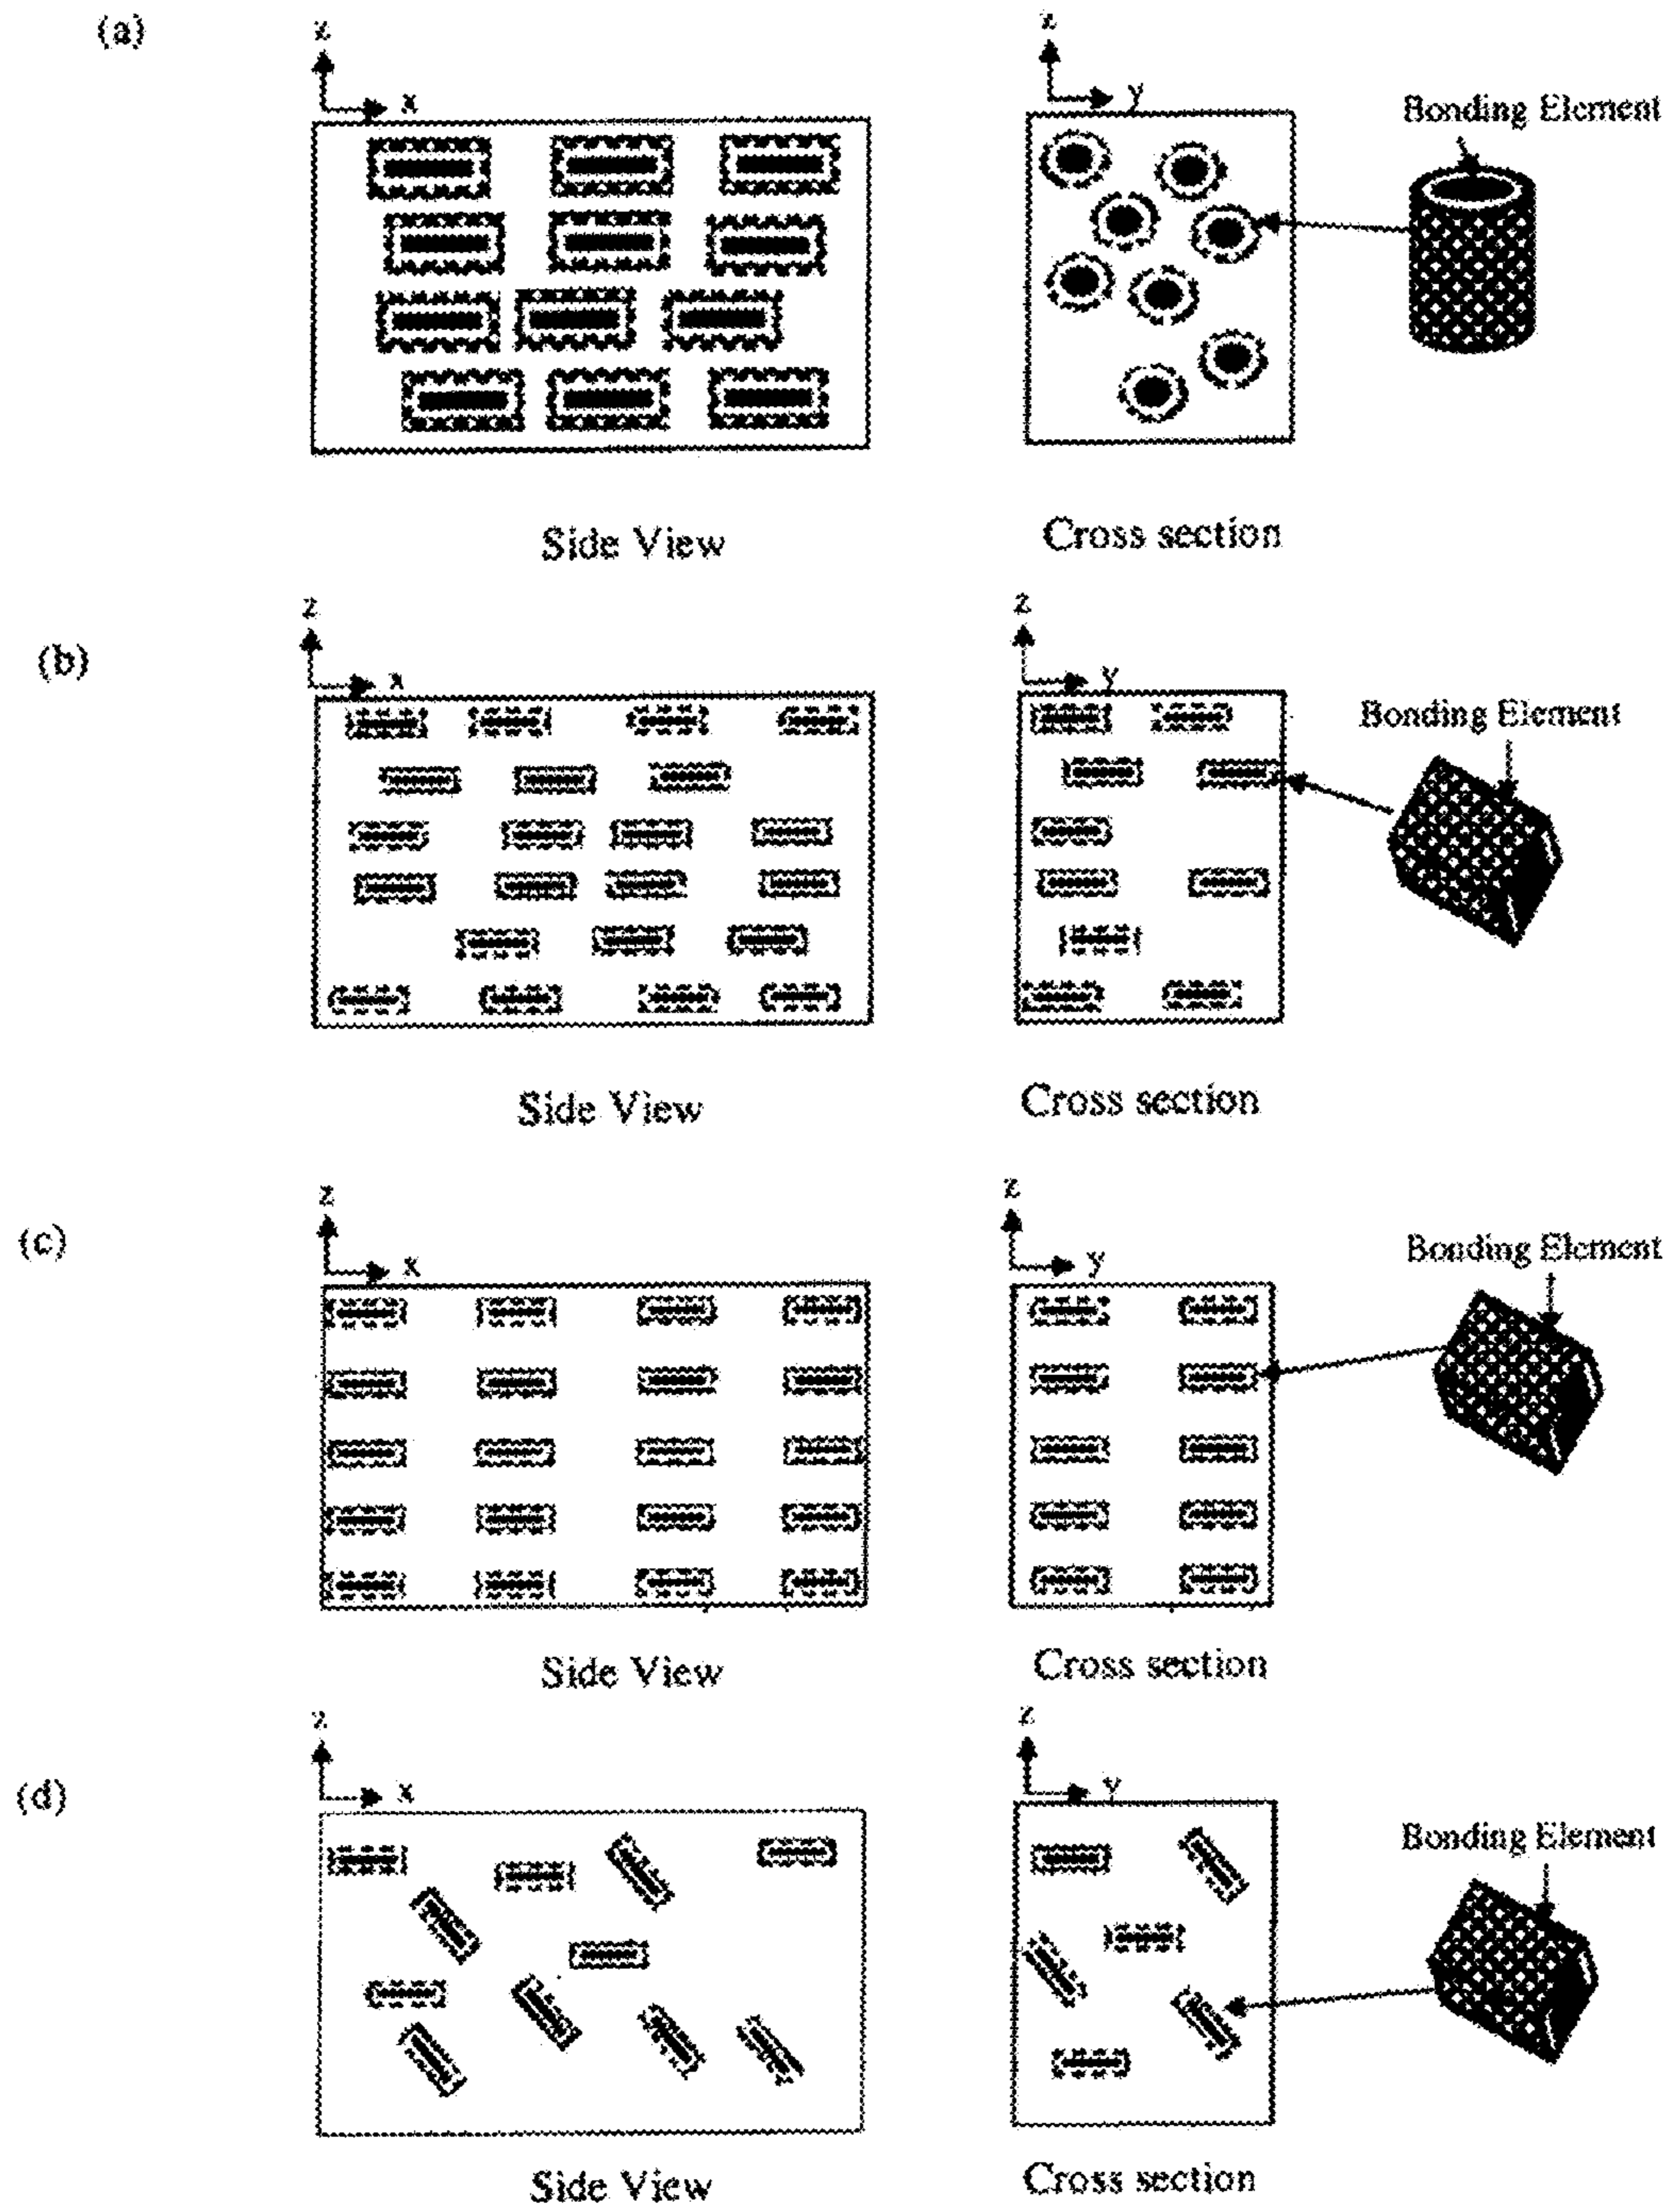 (a)
z
x
z
y
Bonding Element
Side View
Cross section
(b)
z
x
z
y
Bonding Element
Side View
Cross section
(c)
z
x
z
y
Bonding Element
Side View
Cross section
(d)
z
x
z
y
Bonding Element
Side View
Cross section